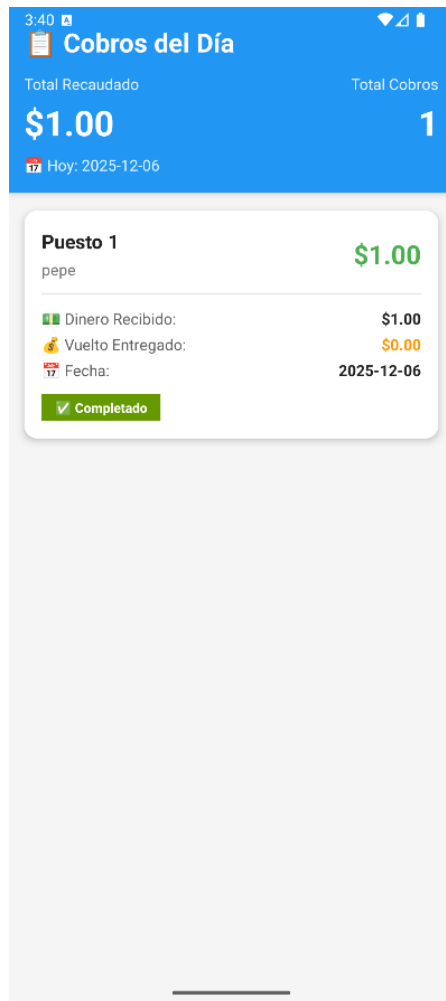 3:40 A
📋 Cobros del Día
Total Recaudado Total Cobros
$1.00 1
📅 Hoy: 2025-12-06
Puesto 1 $1.00
pepe
💵 Dinero Recibido: $1.00
💰 Vuelto Entregado: $0.00
📅 Fecha: 2025-12-06
✅ Completado